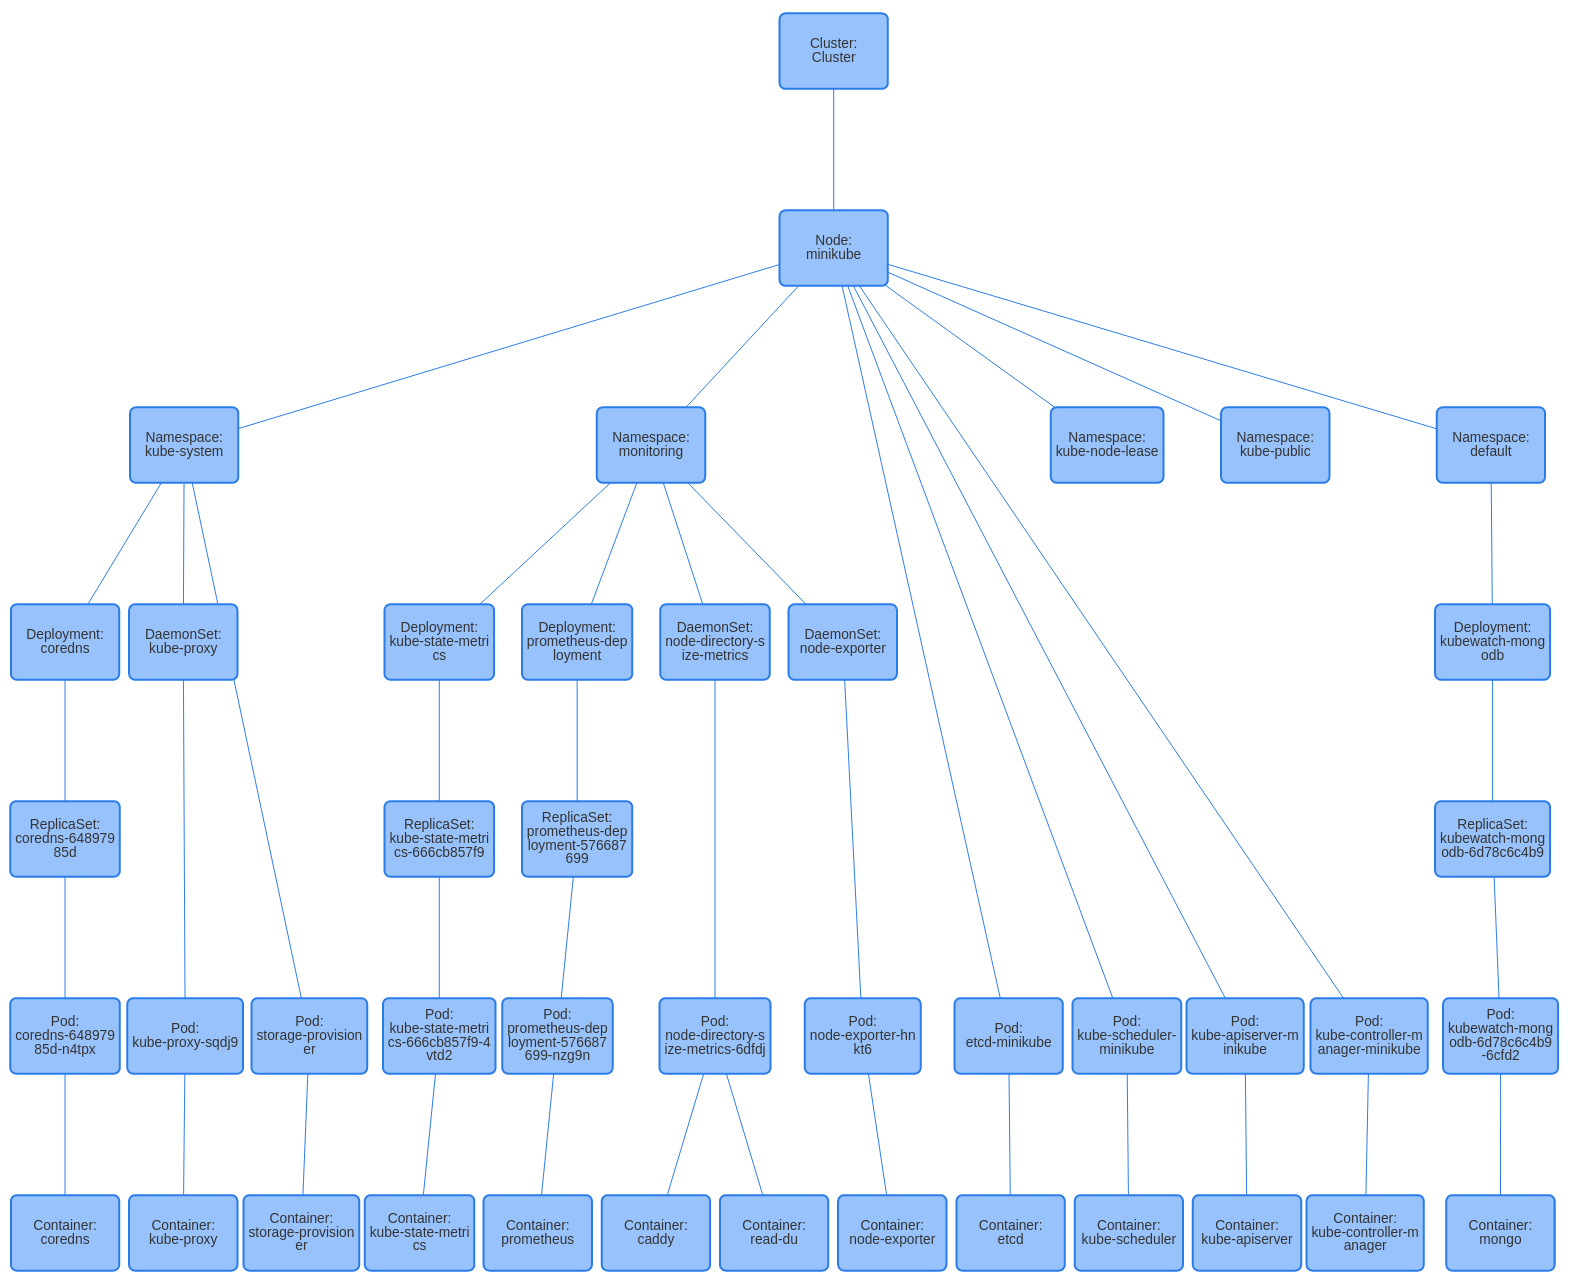 Cluster:
Cluster
Node:
minikube
Namespace:
kube-system
Namespace:
monitoring
Namespace:
kube-node-lease
Namespace:
kube-public
Namespace:
default
Deployment:
coredns
DaemonSet:
kube-proxy
Deployment:
kube-state-metri
cs
Deployment:
prometheus-dep
loyment
DaemonSet:
node-directory-s
ize-metrics
DaemonSet:
node-exporter
Deployment:
kubewatch-mong
odb
ReplicaSet:
coredns-648979
85d
ReplicaSet:
kube-state-metri
cs-666cb857f9
ReplicaSet:
prometheus-dep
loyment-576687
699
ReplicaSet:
kubewatch-mong
odb-6d78c6c4b9
Pod:
coredns-648979
85d-n4tpx
Pod:
kube-proxy-sqdj9
Pod:
storage-provision
er
Pod:
kube-state-metri
cs-666cb857f9-4
vtd2
Pod:
prometheus-dep
loyment-576687
699-nzg9n
Pod:
node-directory-s
ize-metrics-6dfdj
Pod:
node-exporter-hn
kt6
Pod:
etcd-minikube
Pod:
kube-scheduler-
minikube
Pod:
kube-apiserver-m
inikube
Pod:
kube-controller-m
anager-minikube
Pod:
kubewatch-mong
odb-6d78c6c4b9
-6cfd2
Container:
coredns
Container:
kube-proxy
Container:
storage-provision
er
Container:
kube-state-metri
cs
Container:
prometheus
Container:
caddy
Container:
read-du
Container:
node-exporter
Container:
etcd
Container:
kube-scheduler
Container:
kube-apiserver
Container:
kube-controller-m
anager
Container:
mongo